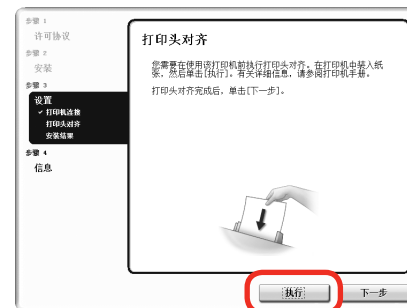 步骤 1
许可协议
步骤 2
安装
步骤 3
设置
✓ 打印机连接
打印头对齐
安装结果
步骤 4
信息
打印头对齐
您需要在使用该打印机前执行打印头对齐。在打印机中装入纸
张，然后单击[执行]。有关详细信息，请参阅打印机手册。
打印头对齐完成后，单击[下一步]。
执行
下一步